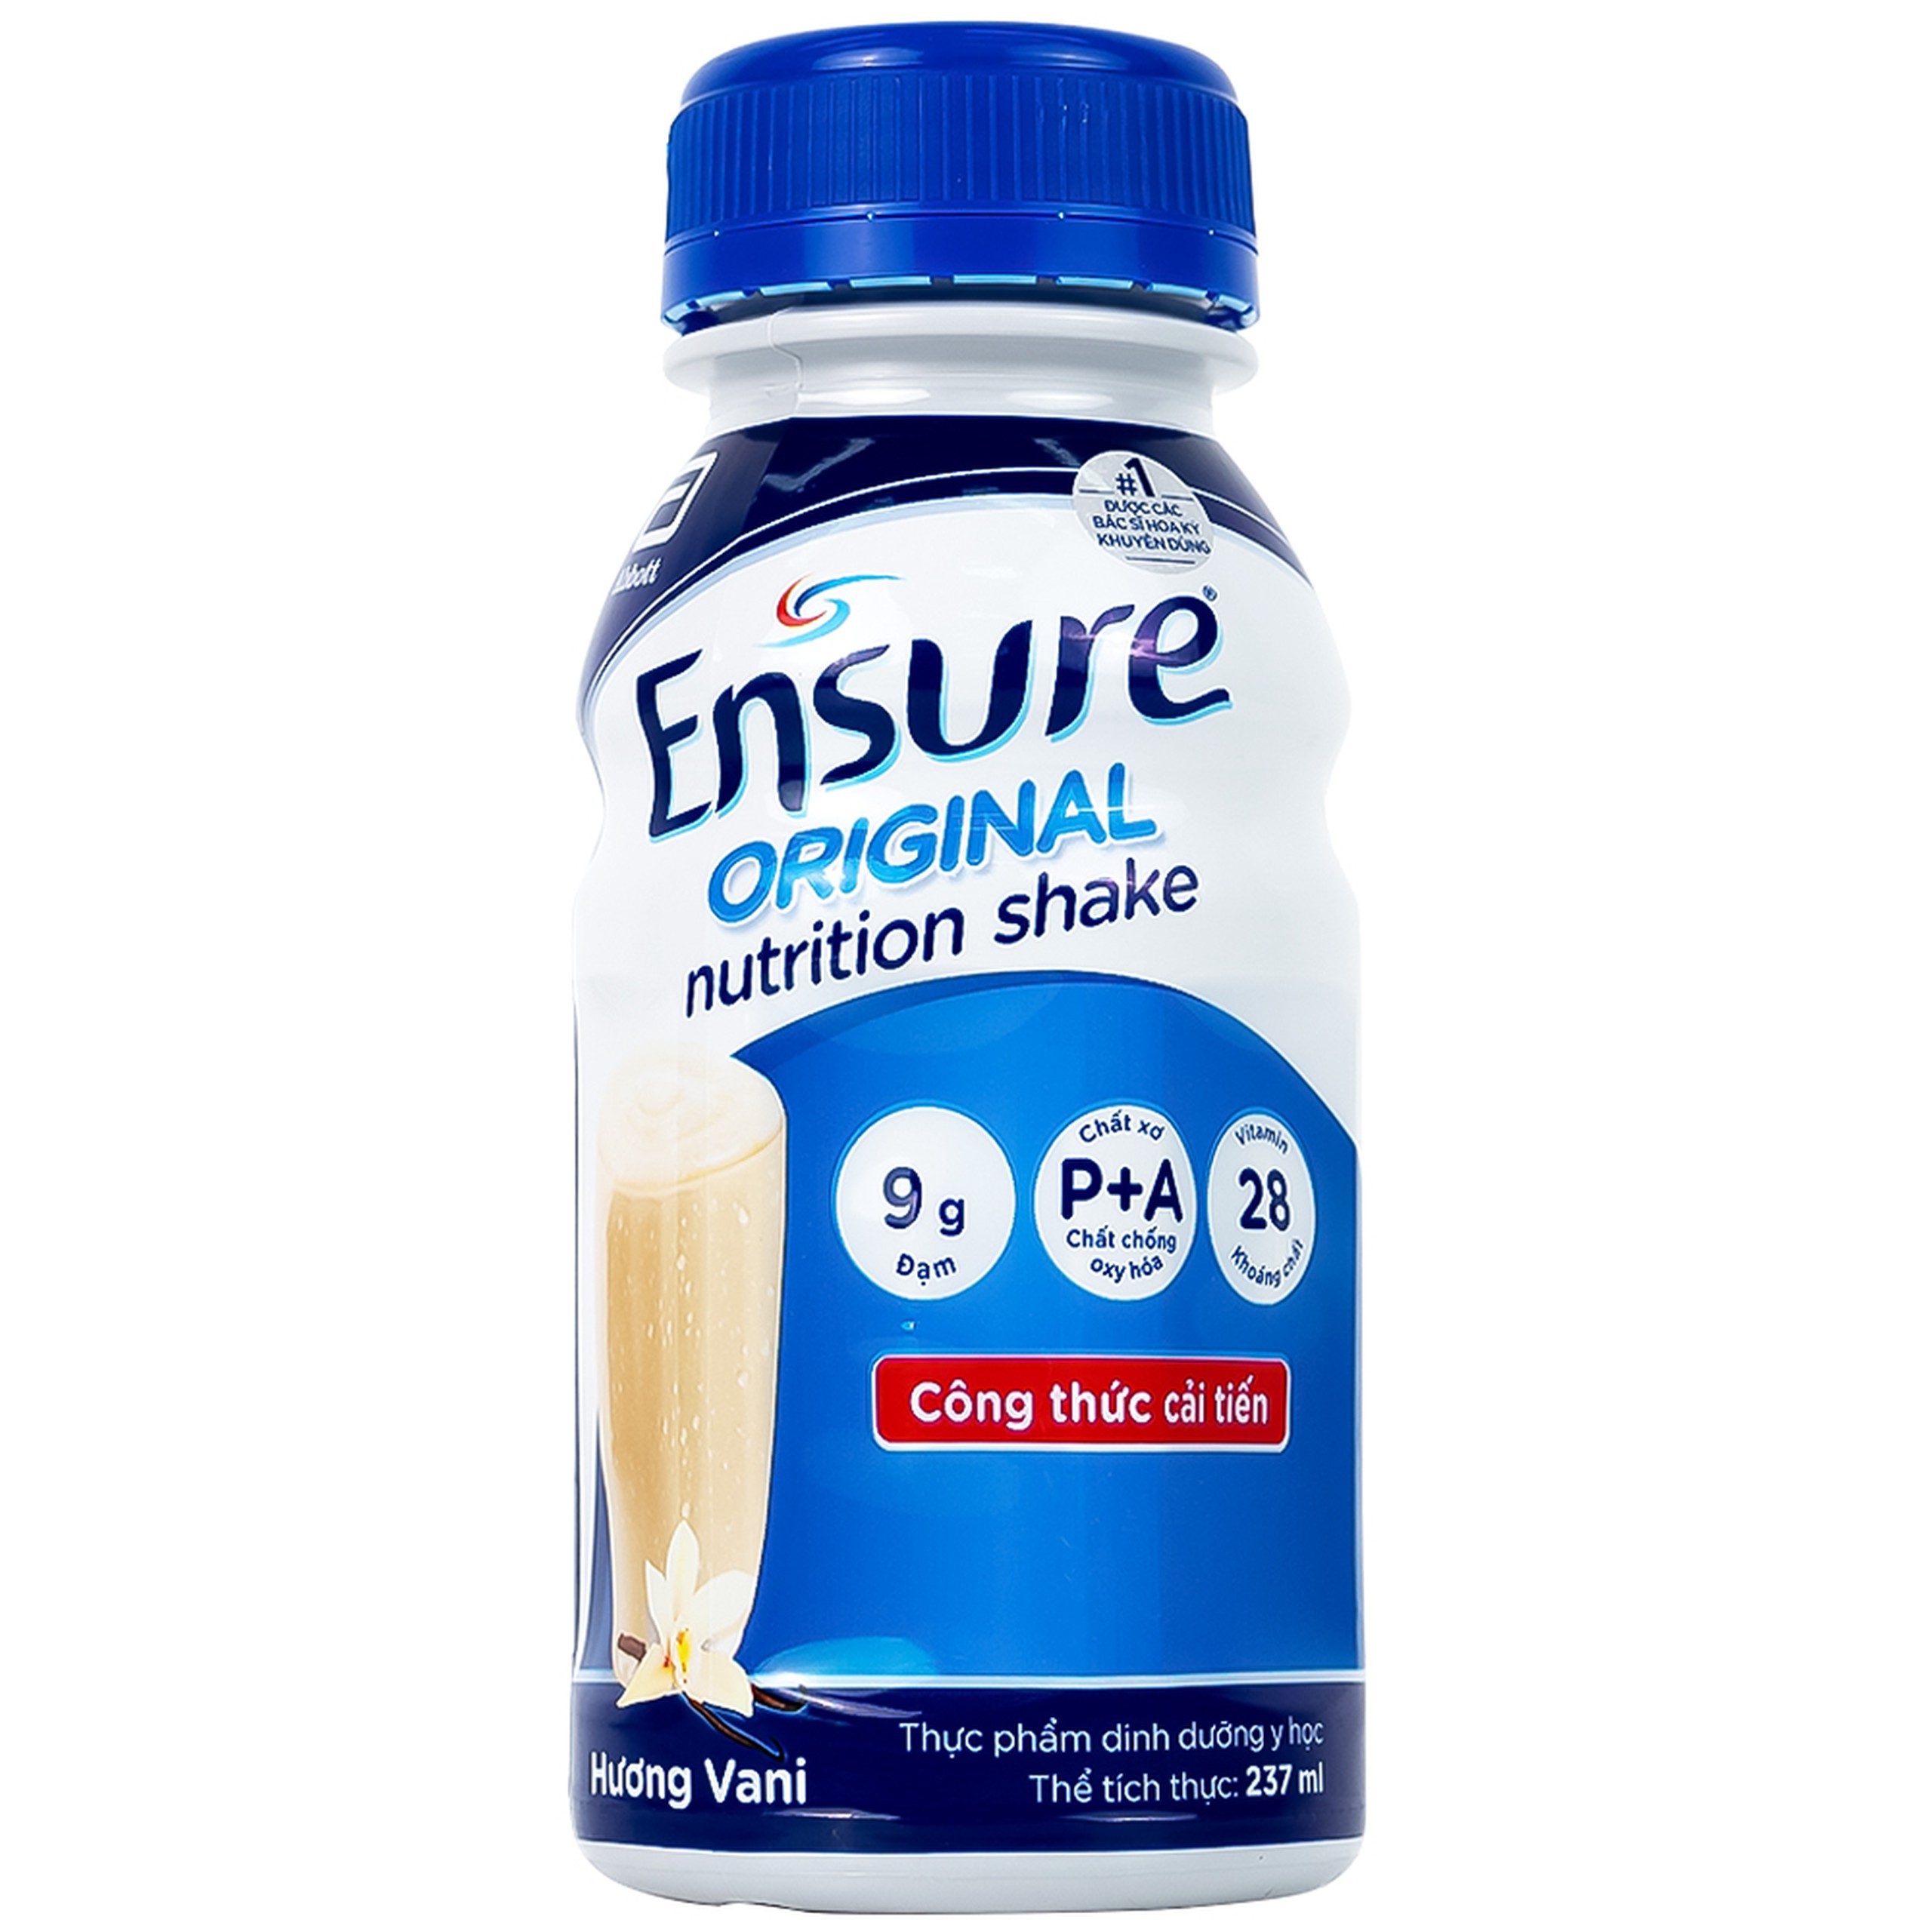 Abbott
#1
ĐƯỢC CÁC
BÁC SĨ HOA KỲ
KHUYÊN DÙNG
Ensure®
ORIGINAL
nutrition shake
9 g
Đạm
Chất xơ
P+A
Chất chống
oxy hóa
Vitamin
28
Khoáng chất
Công thức cải tiến
Hương Vani
Thực phẩm dinh dưỡng y học
Thể tích thực: 237 ml